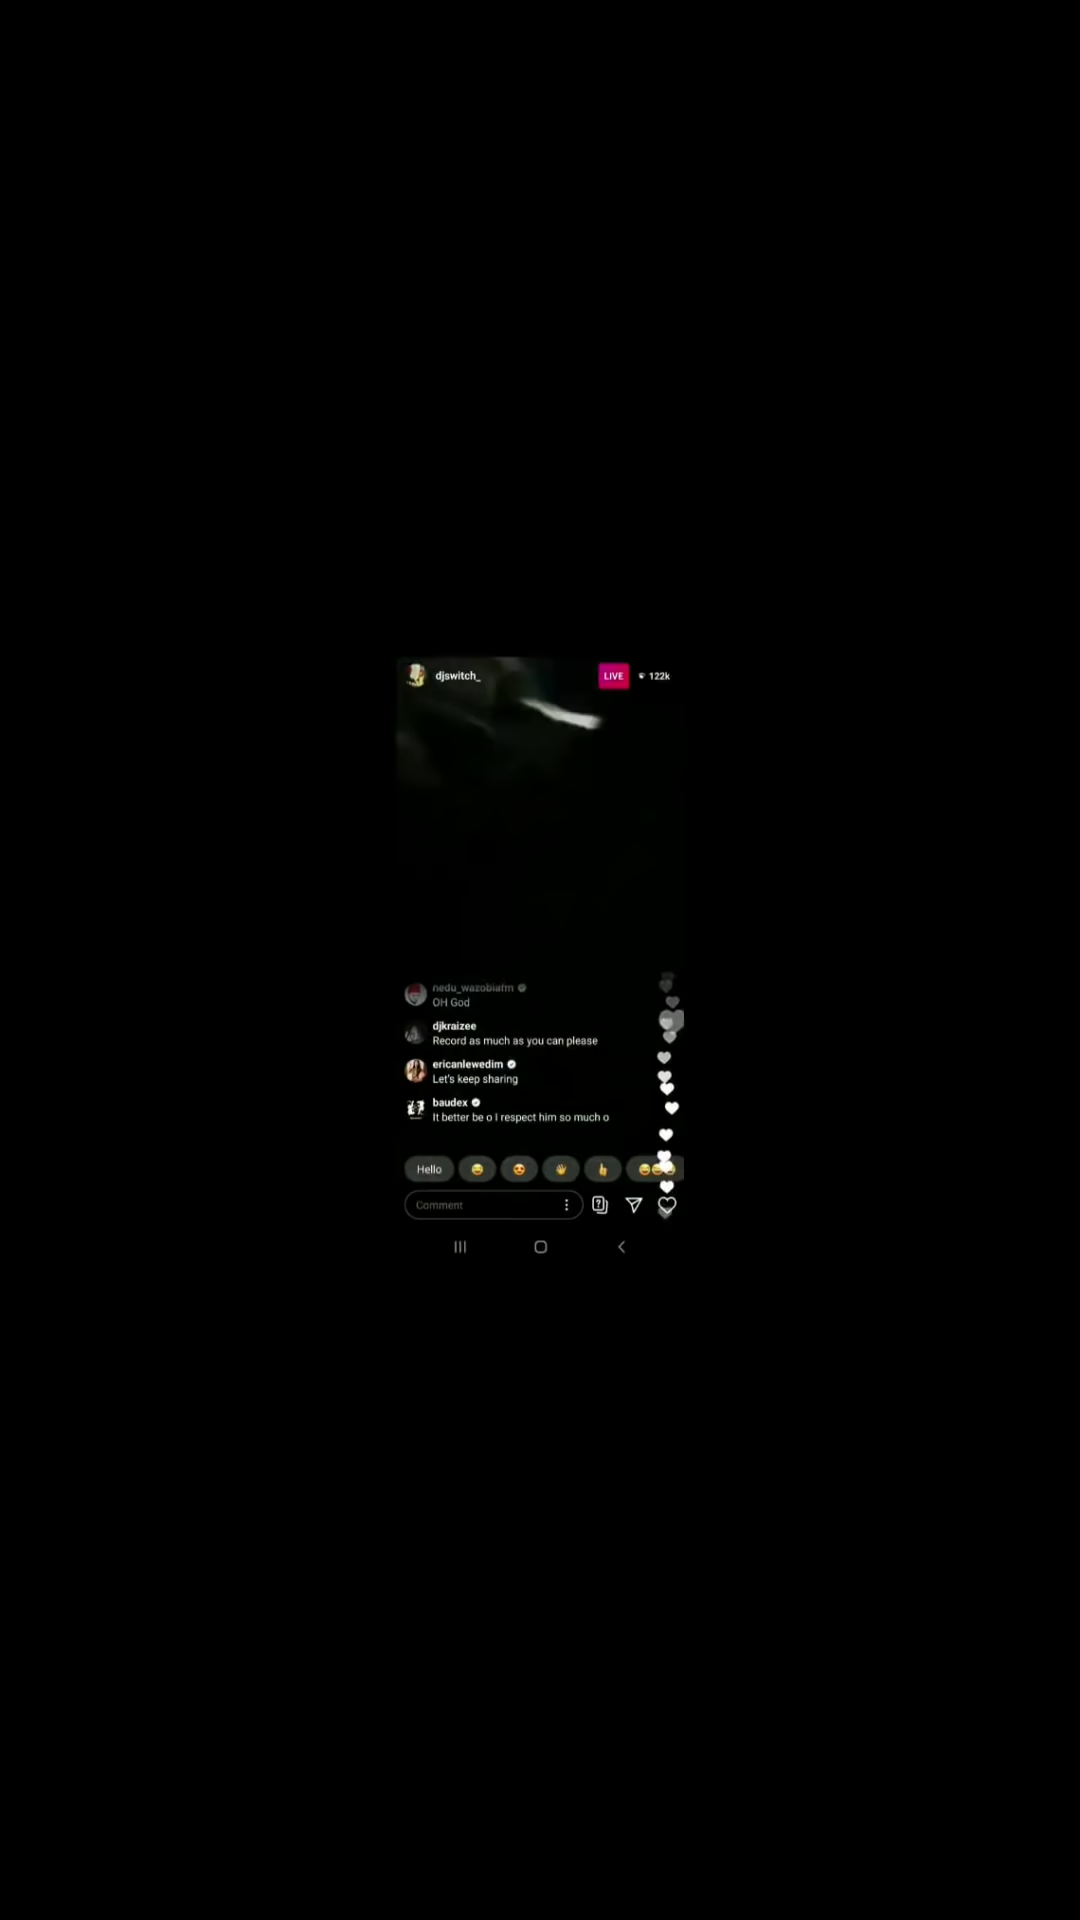 djswitch_ LIVE 122k
nedu_wazobiafm
OH God
djkraizee
Record as much as you can please
ericanlewedim
Let's keep sharing
baudex
It better be o I respect him so much o
Hello
Comment